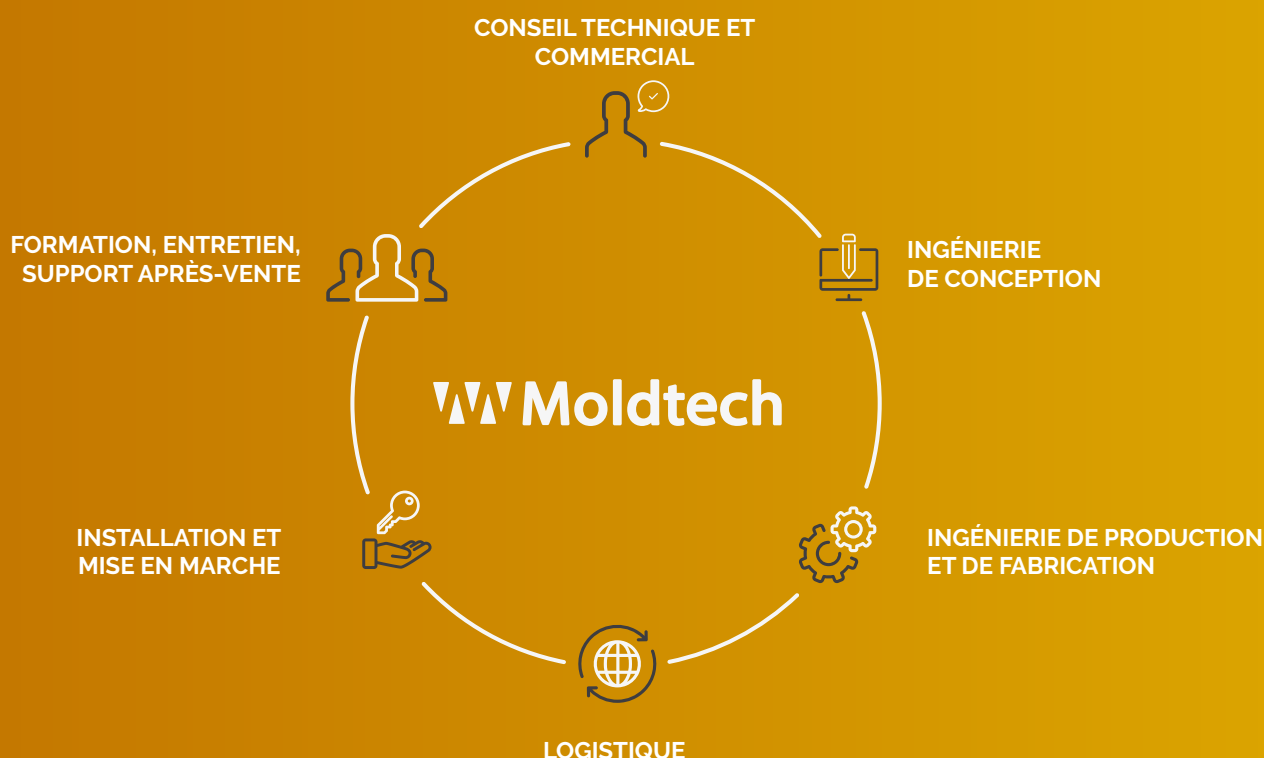 CONSEIL TECHNIQUE ET
COMMERCIAL
FORMATION, ENTRETIEN,
SUPPORT APRÈS-VENTE
INGÉNIERIE
DE CONCEPTION
Moldtech
INSTALLATION ET
MISE EN MARCHE
INGÉNIERIE DE PRODUCTION
ET DE FABRICATION
LOGISTIQUE